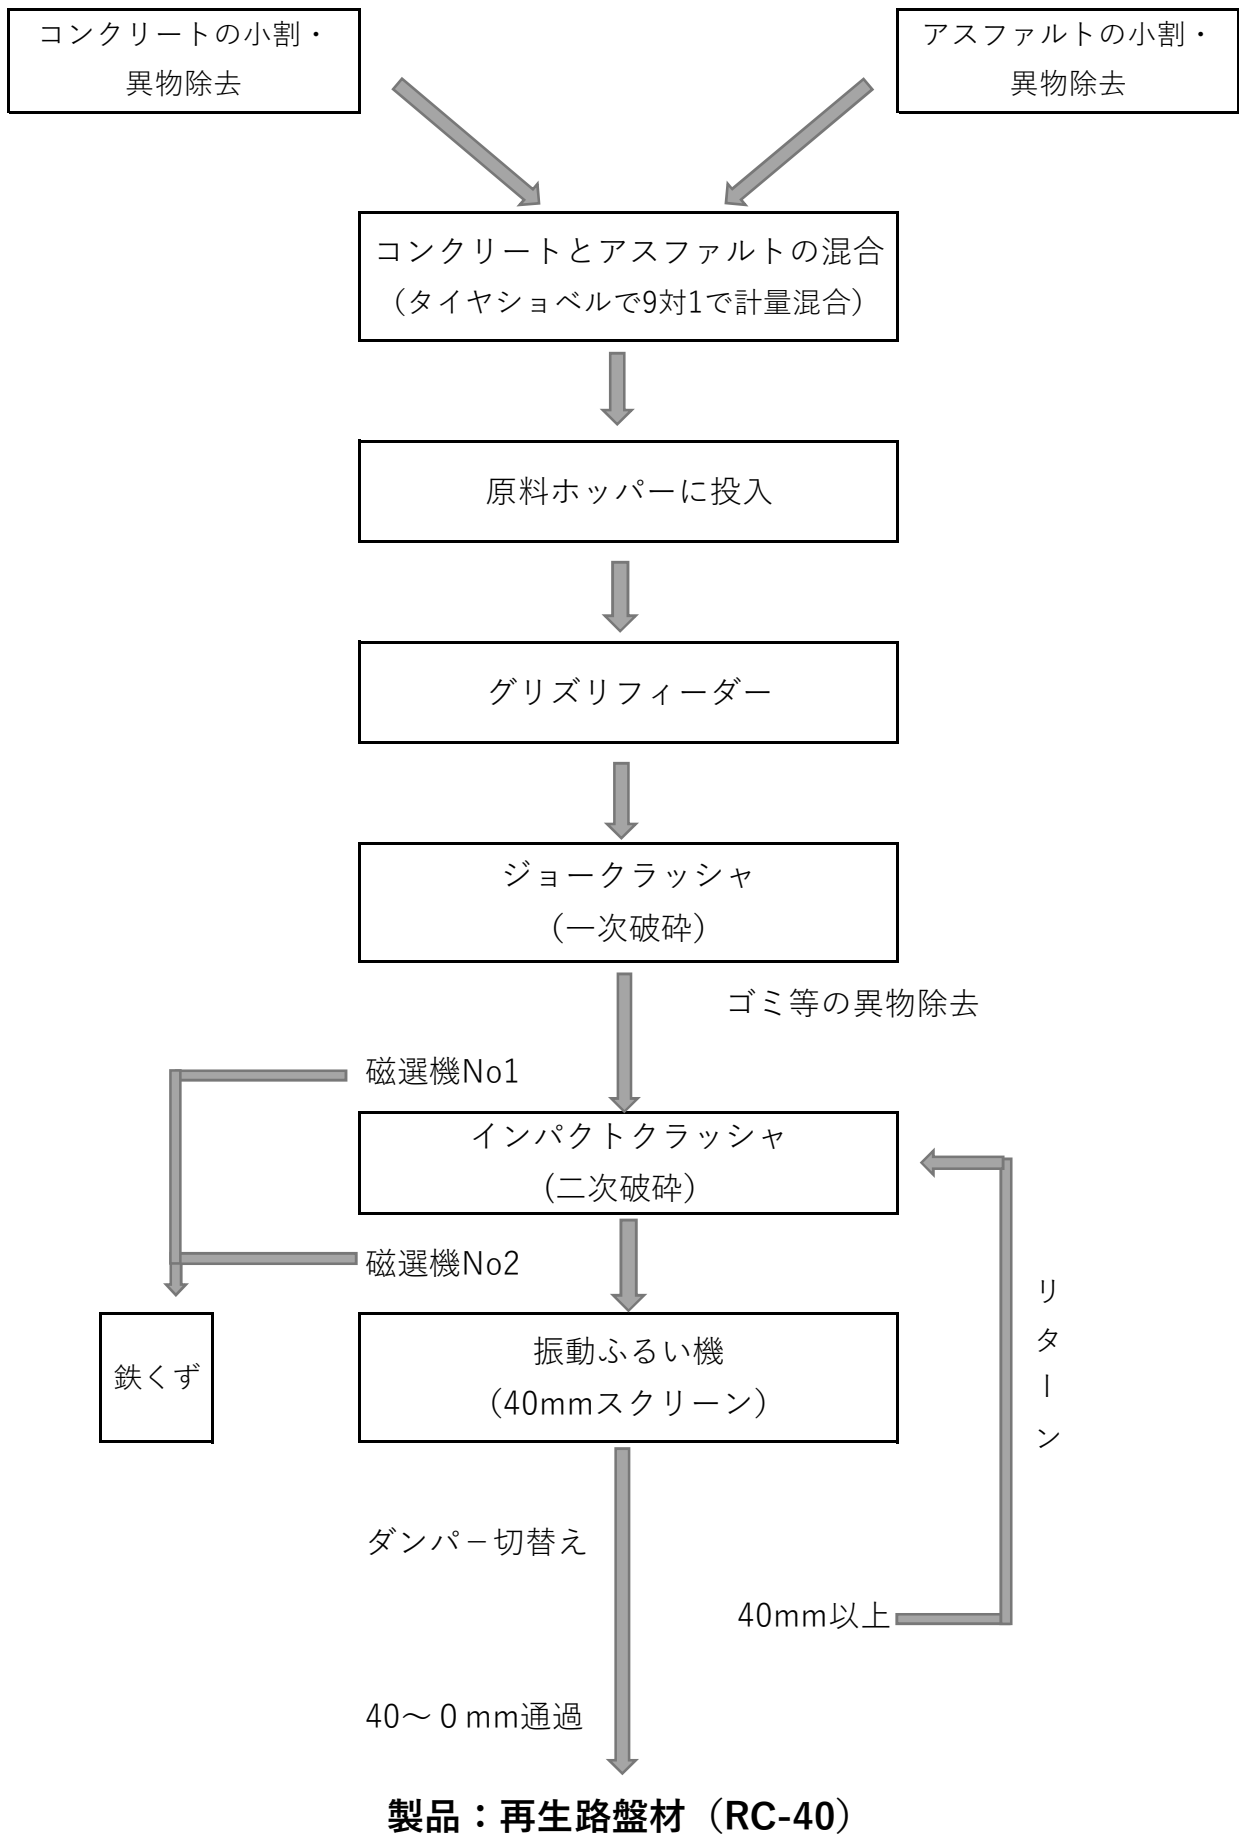 コンクリートの小割・
異物除去
アスファルトの小割・
異物除去
コンクリートとアスファルトの混合
（タイヤショベルで9対1で計量混合）
原料ホッパーに投入
グリズリフィーダー
ジョークラッシャ
（一次破砕）
ゴミ等の異物除去
磁選機No1
インパクトクラッシャ
（二次破砕）
磁選機No2
鉄くず
振動ふるい機
（40mmスクリーン）
リターン
ダンパ－切替え
40mm以上
40～０mm通過
製品：再生路盤材（RC-40）